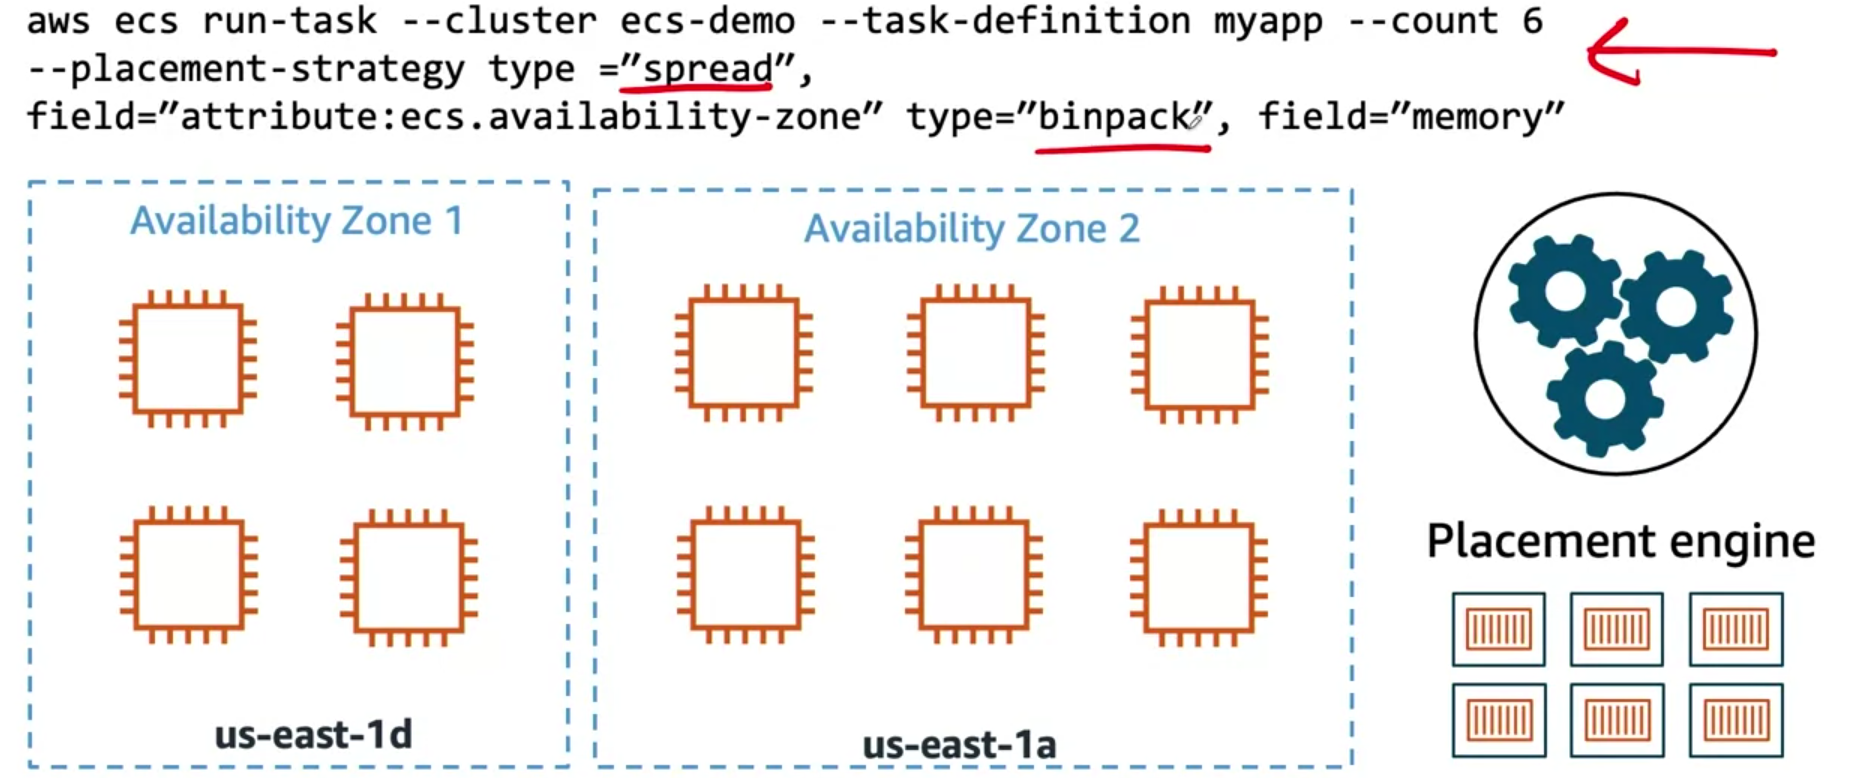 aws ecs run-task --cluster ecs-demo --task-definition myapp --count 6
--placement-strategy type =”spread”,
field=”attribute:ecs.availability-zone” type=”binpack”, field=”memory”
Availability Zone 1
Availability Zone 2
Placement engine
us-east-1d
us-east-1a